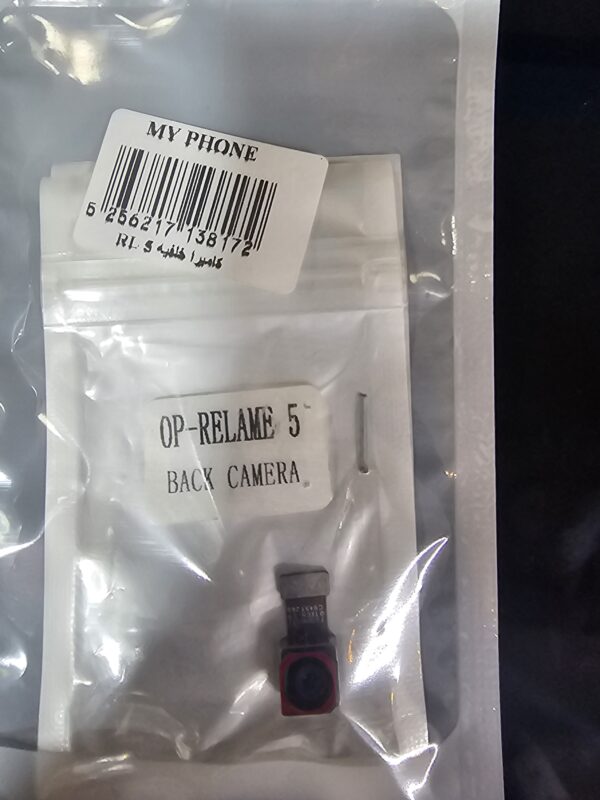 MY PHONE
5 256217 138172
كاميرا خلفيه RL 5
OP-RELAME 5
BACK CAMERA